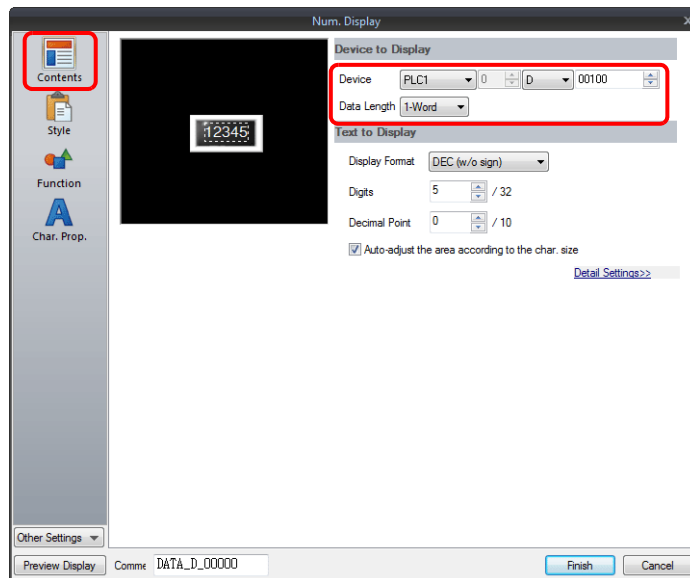 Num. Display
Contents
Style
Function
Char. Prop.
12345
Device to Display
Device PLC1 0 D 00100
Data Length 1-Word
Text to Display
Display Format DEC (w/o sign)
Digits 5 / 32
Decimal Point 0 / 10
Auto-adjust the area according to the char. size
Detail Settings>>
Other Settings
Preview Display Comme DATA_D_00000 Finish Cancel